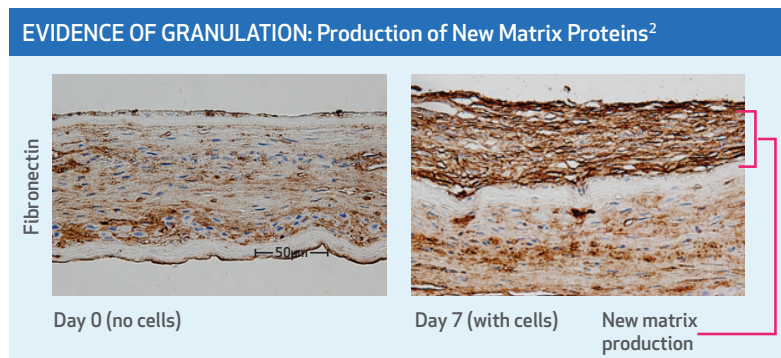 EVIDENCE OF GRANULATION: Production of New Matrix Proteins2
Fibronectin
50µm
Day 0 (no cells)
Day 7 (with cells)
New matrix
production